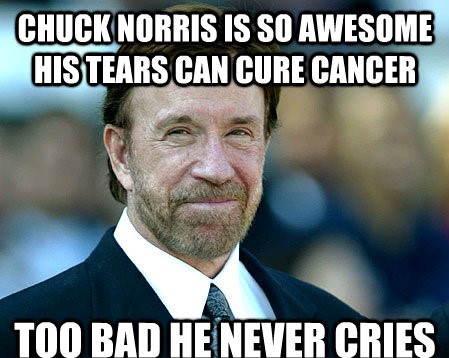 CHUCK NORRIS IS SO AWESOME
HIS TEARS CAN CURE CANCER
TOO BAD HE NEVER CRIES